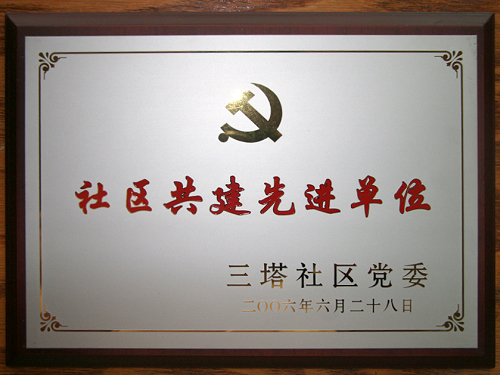 社区共建先进单位
三塔社区党委
二〇〇六年六月二十八日